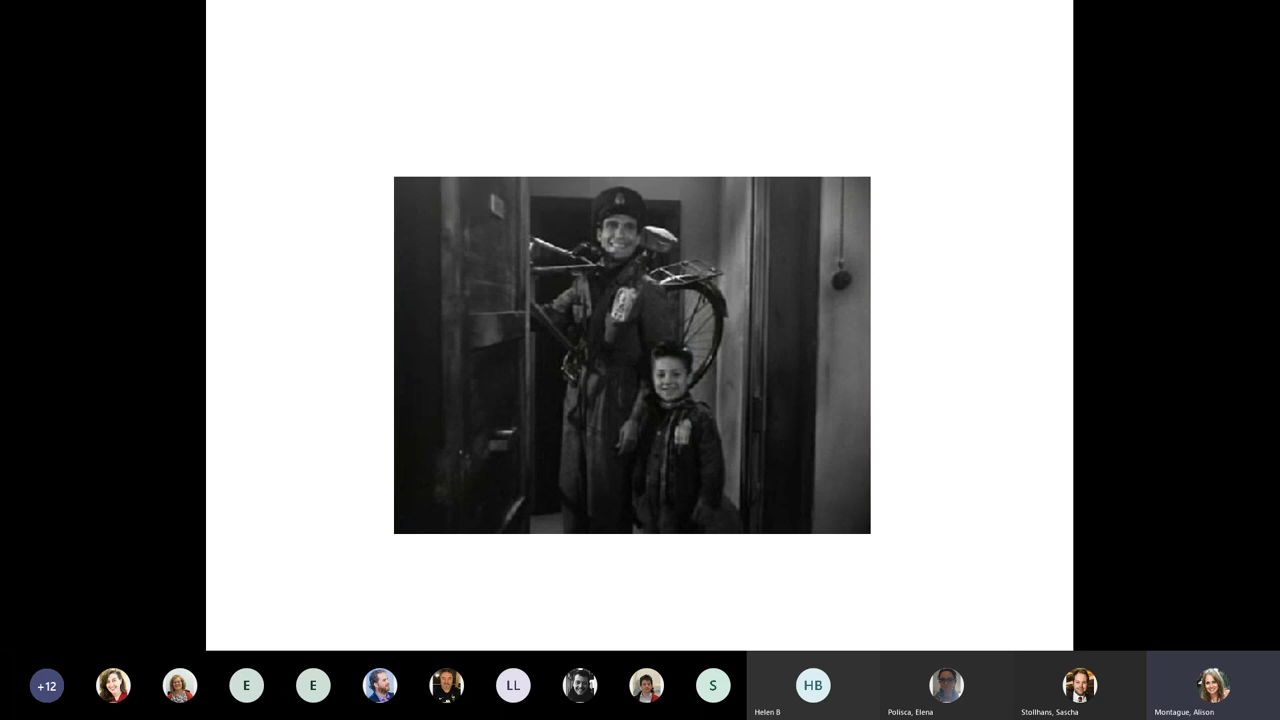 +12
E
E
LL
S
HB
Helen B
Polisca, Elena
Stollhans, Sascha
Montague, Alison